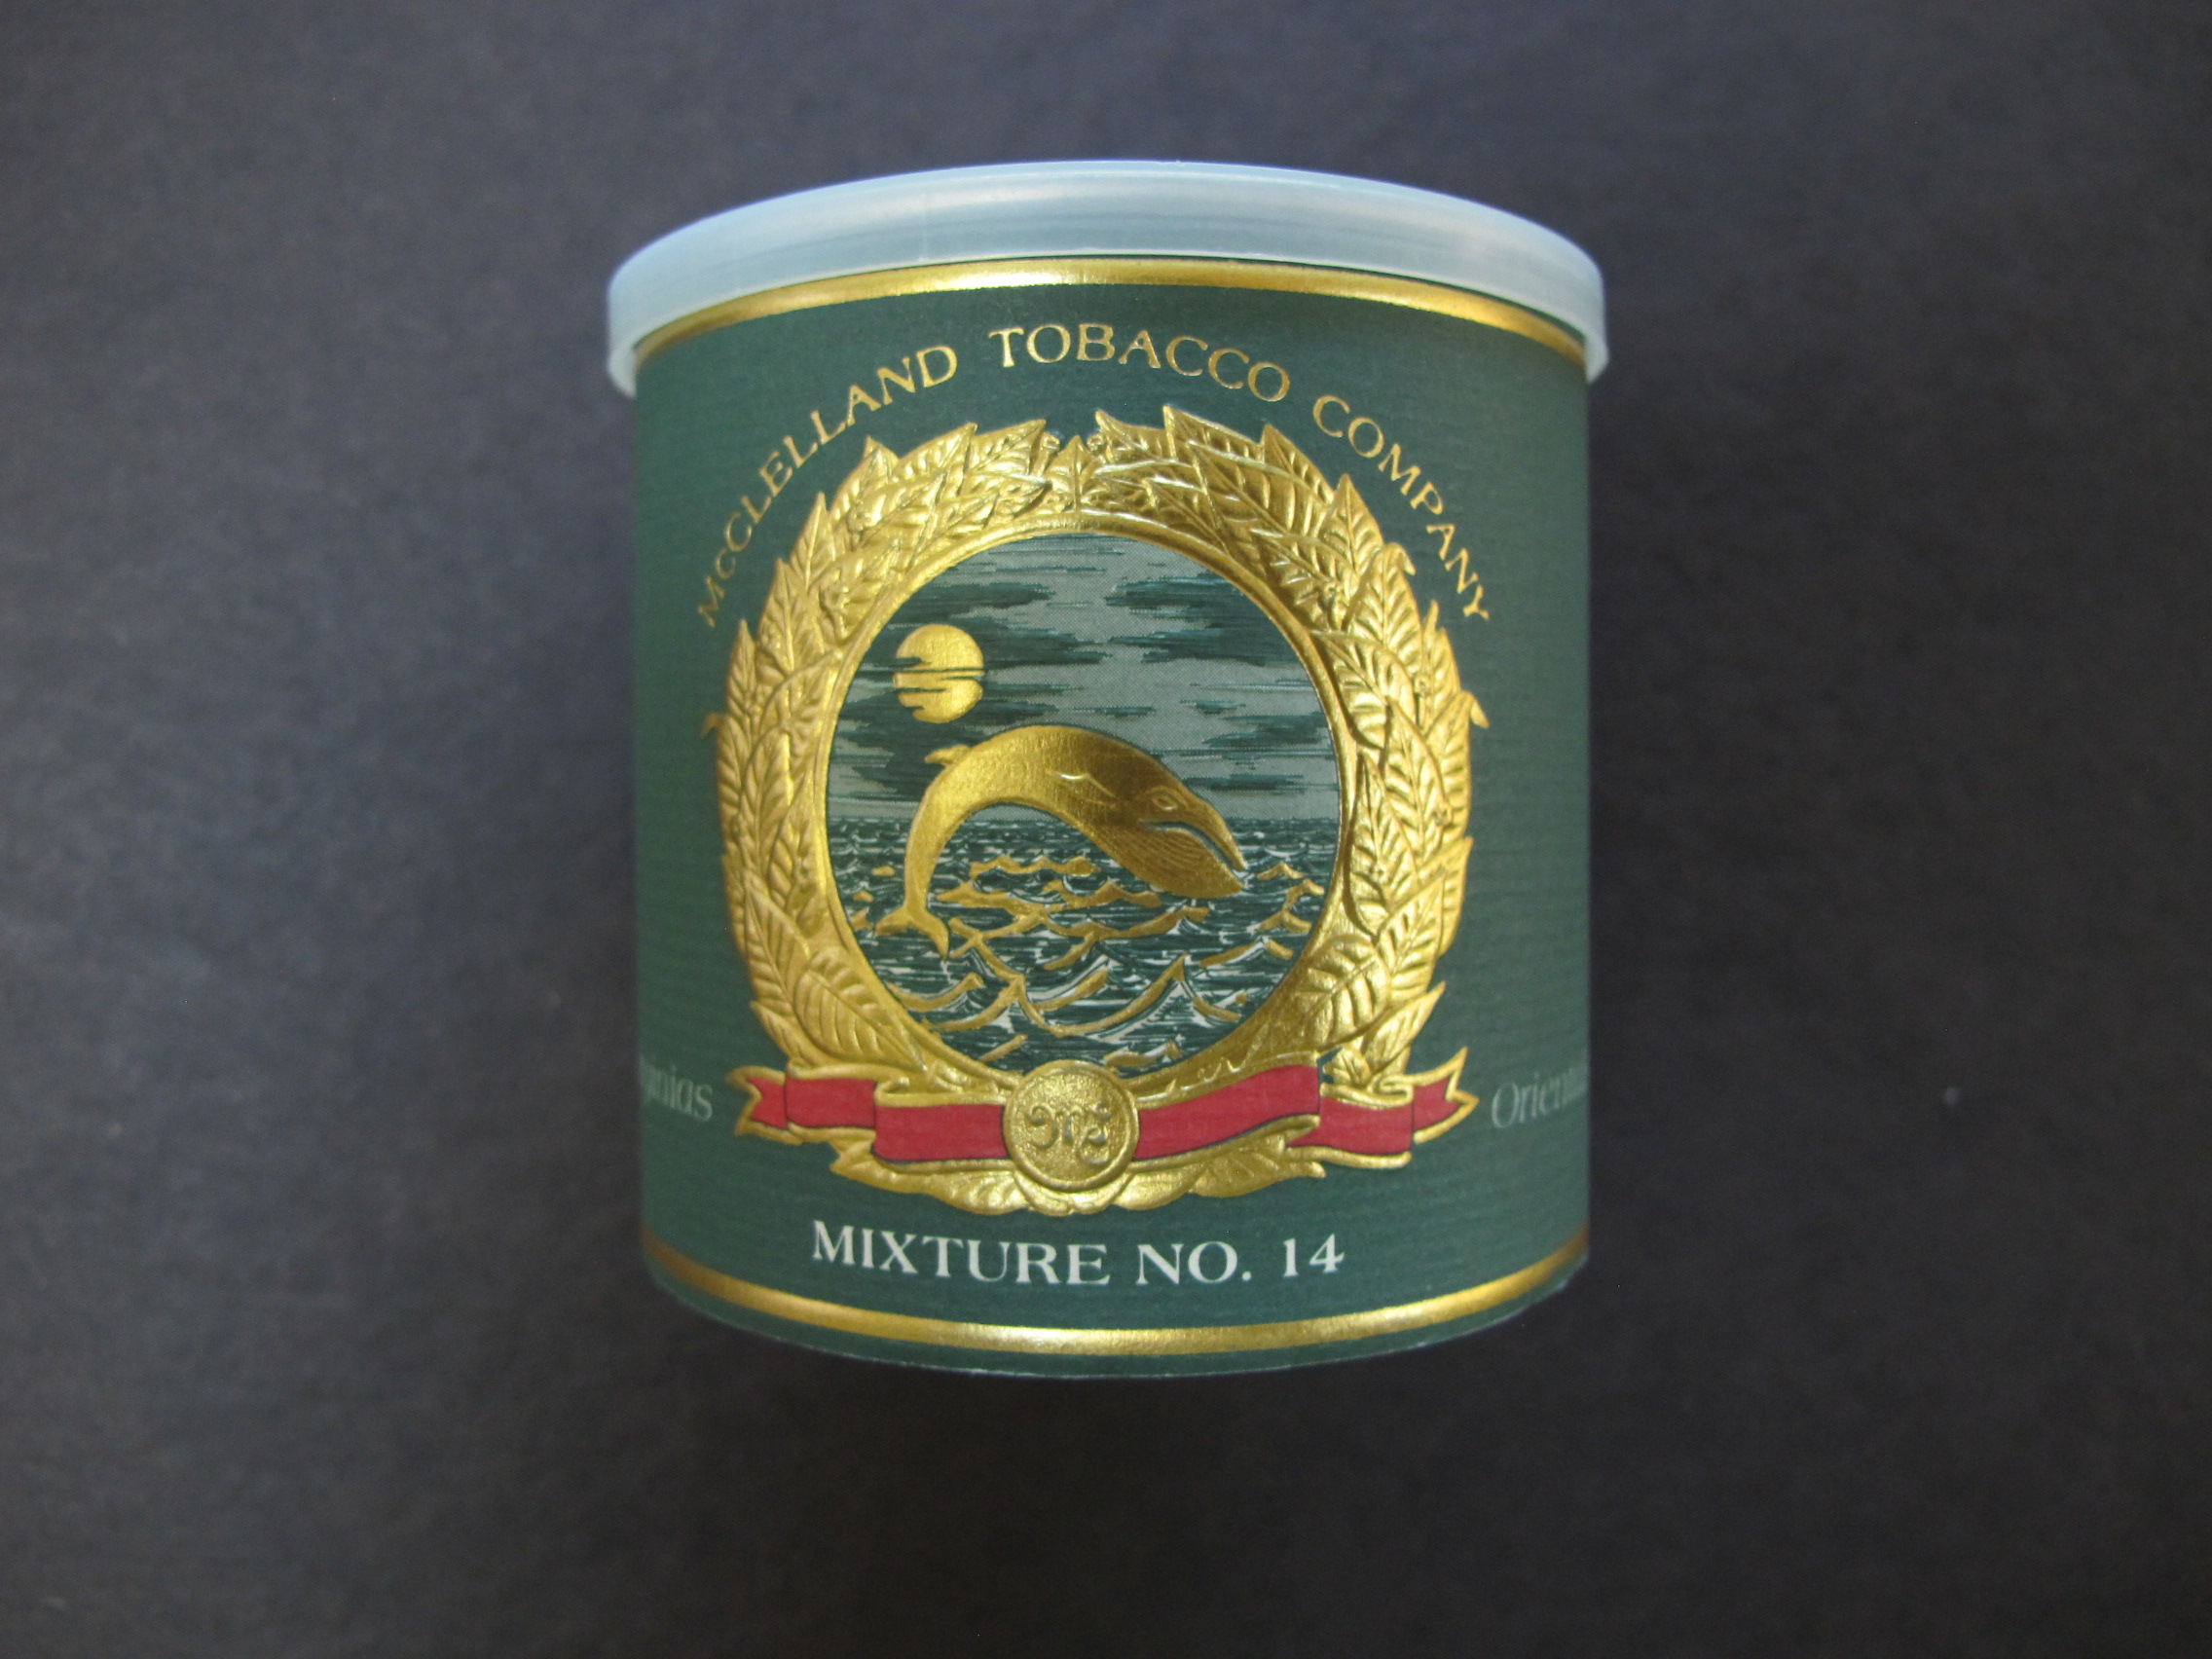 MCCLELLAND TOBACCO COMPANY
MIXTURE NO. 14